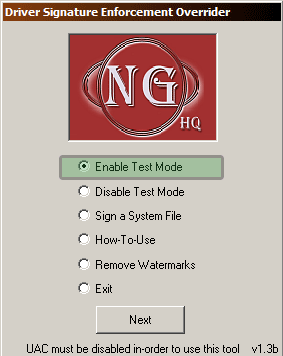 Driver Signature Enforcement Overrider
NG
HQ
Enable Test Mode
Disable Test Mode
Sign a System File
How-To-Use
Remove Watermarks
Exit
Next
UAC must be disabled in-order to use this tool v1.3b